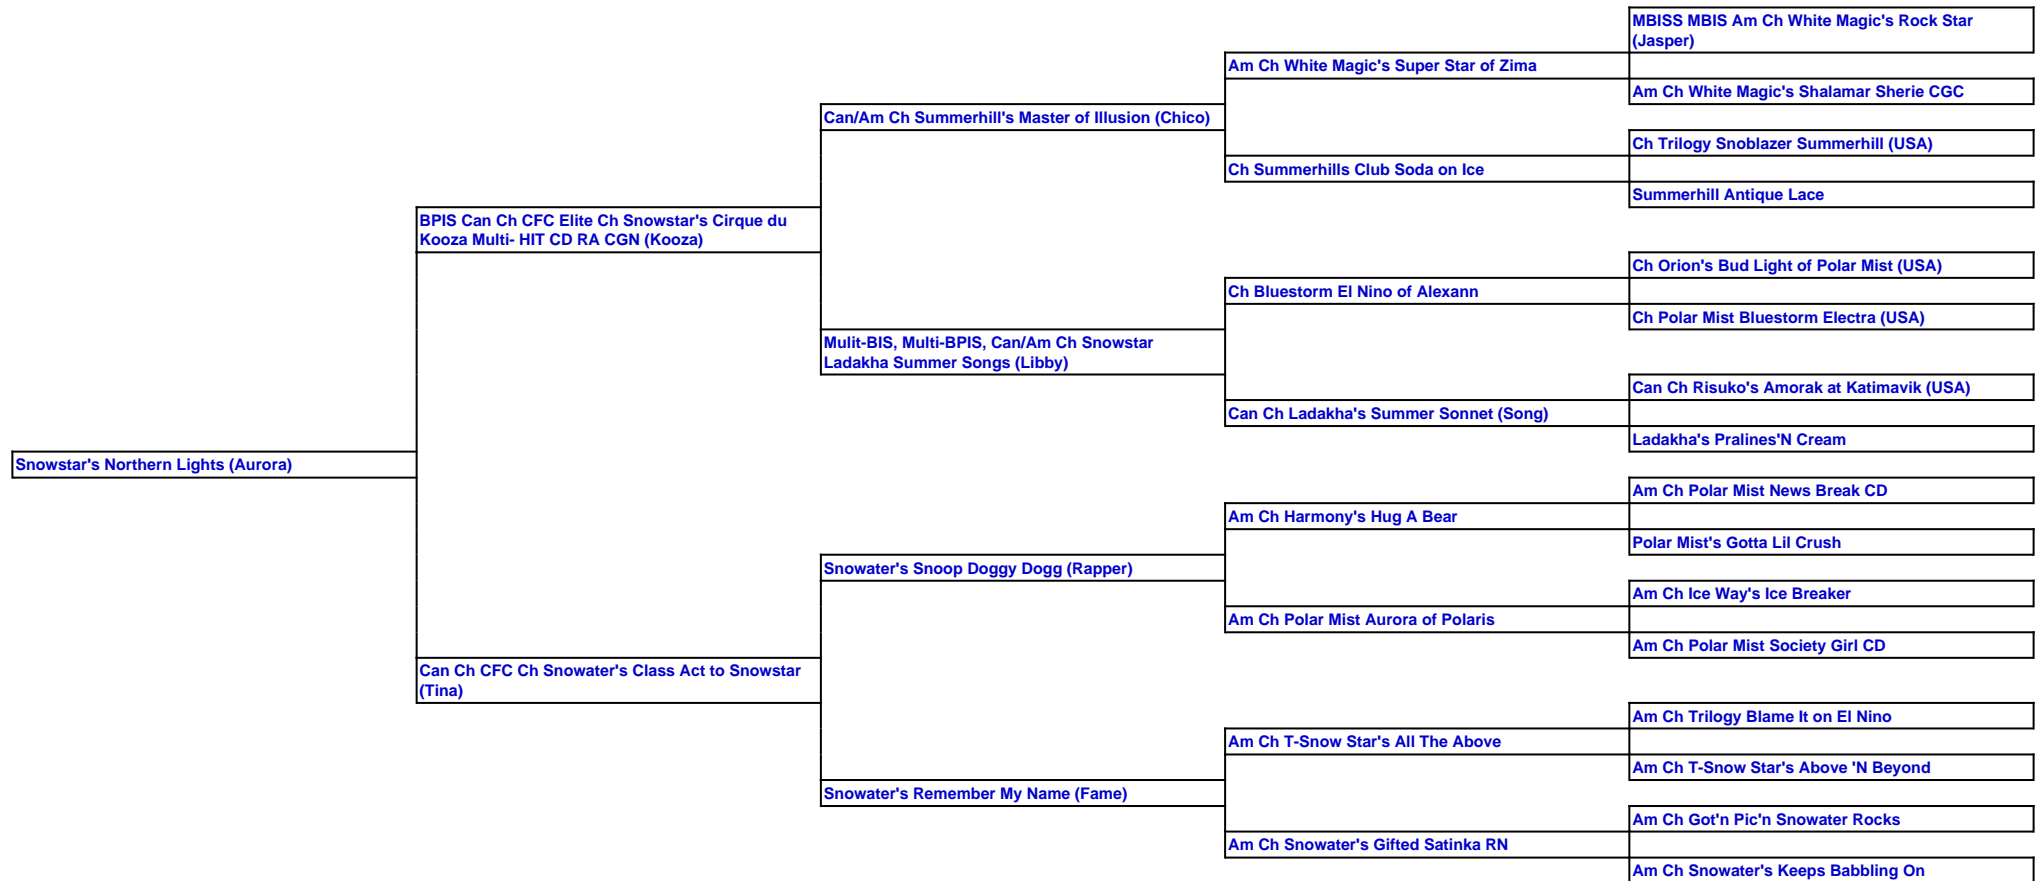 MBISS MBIS Am Ch White Magic's Rock Star
(Jasper)
Am Ch White Magic's Super Star of Zima
Am Ch White Magic's Shalamar Sherie CGC
Can/Am Ch Summerhill's Master of Illusion (Chico)
Ch Trilogy Snoblazer Summerhill (USA)
Ch Summerhills Club Soda on Ice
Summerhill Antique Lace
BPIS Can Ch CFC Elite Ch Snowstar's Cirque du
Kooza Multi- HIT CD RA CGN (Kooza)
Ch Orion's Bud Light of Polar Mist (USA)
Ch Bluestorm El Nino of Alexann
Ch Polar Mist Bluestorm Electra (USA)
Mulit-BIS, Multi-BPIS, Can/Am Ch Snowstar
Ladakha Summer Songs (Libby)
Can Ch Risuko's Amorak at Katimavik (USA)
Can Ch Ladakha's Summer Sonnet (Song)
Ladakha's Pralines'N Cream
Snowstar's Northern Lights (Aurora)
Am Ch Polar Mist News Break CD
Am Ch Harmony's Hug A Bear
Polar Mist's Gotta Lil Crush
Snowater's Snoop Doggy Dogg (Rapper)
Am Ch Ice Way's Ice Breaker
Am Ch Polar Mist Aurora of Polaris
Am Ch Polar Mist Society Girl CD
Can Ch CFC Ch Snowater's Class Act to Snowstar
(Tina)
Am Ch Trilogy Blame It on El Nino
Am Ch T-Snow Star's All The Above
Am Ch T-Snow Star's Above 'N Beyond
Snowater's Remember My Name (Fame)
Am Ch Got'n Pic'n Snowater Rocks
Am Ch Snowater's Gifted Satinka RN
Am Ch Snowater's Keeps Babbling On